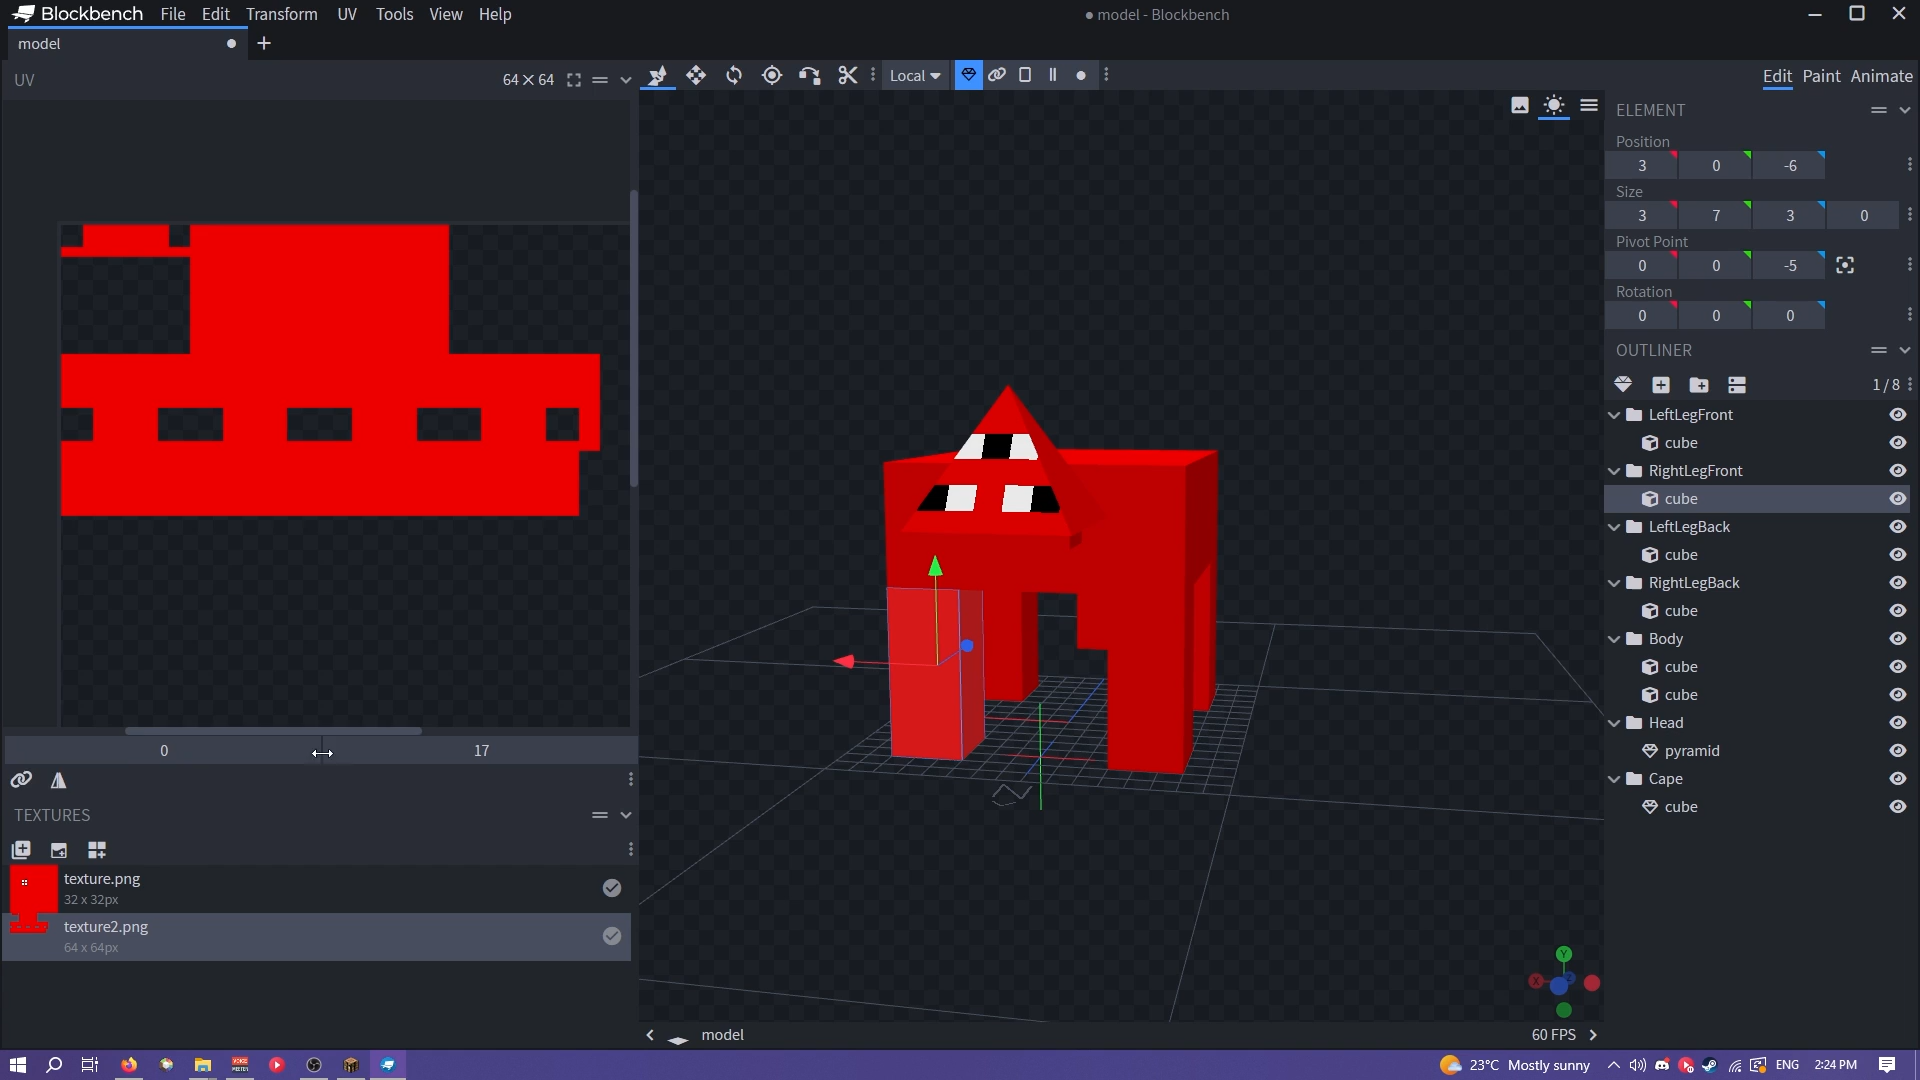 Blockbench File Edit Transform UV Tools View Help
● model - Blockbench
model
UV 64×64
Local
Edit Paint Animate
ELEMENT
Position
3 0 -6
Size
3 7 3 0
Pivot Point
0 0 -5
Rotation
0 0 0
OUTLINER
1 / 8
LeftLegFront
cube
RightLegFront
cube
LeftLegBack
cube
RightLegBack
cube
Body
cube
cube
Head
pyramid
Cape
cube
0 17
TEXTURES
texture.png
32 x 32px
texture2.png
64 x 64px
Y
X
model
60 FPS
23°C Mostly sunny
ENG
2:24 PM